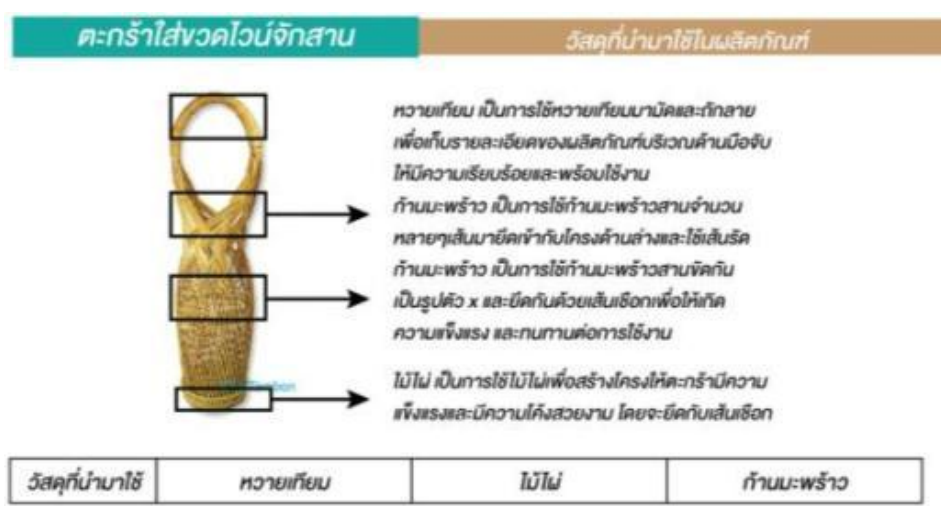 ตะกร้าใส่ขวดไวน์จักสาน
วัสดุที่นำมาใช้ในผลิตภัณฑ์
หวายเทียม เป็นการใช้หวายเทียมมามัดและถักลาย
เพื่อเก็บรายละเอียดของผลิตภัณฑ์บริเวณด้านมือจับ
ให้มีความเรียบร้อยและพร้อมใช้งาน
ก้านมะพร้าว เป็นการใช้ก้านมะพร้าวสานจำนวน
หลายๆเส้นมายึดเข้ากับโครงด้านล่างและใช้เส้นรัด
ก้านมะพร้าว เป็นการใช้ก้านมะพร้าวสานขัดกัน
เป็นรูปตัว x และยึดกันด้วยเส้นเชือกเพื่อให้เกิด
ความแข็งแรง และทนทานต่อการใช้งาน
ไม้ไผ่ เป็นการใช้ไม้ไผ่เพื่อสร้างโครงให้ตะกร้ามีความ
แข็งแรงและมีความโค้งสวยงาม โดยจะยึดกับเส้นเชือก
วัสดุที่นำมาใช้ หวายเทียม ไม้ไผ่ ก้านมะพร้าว